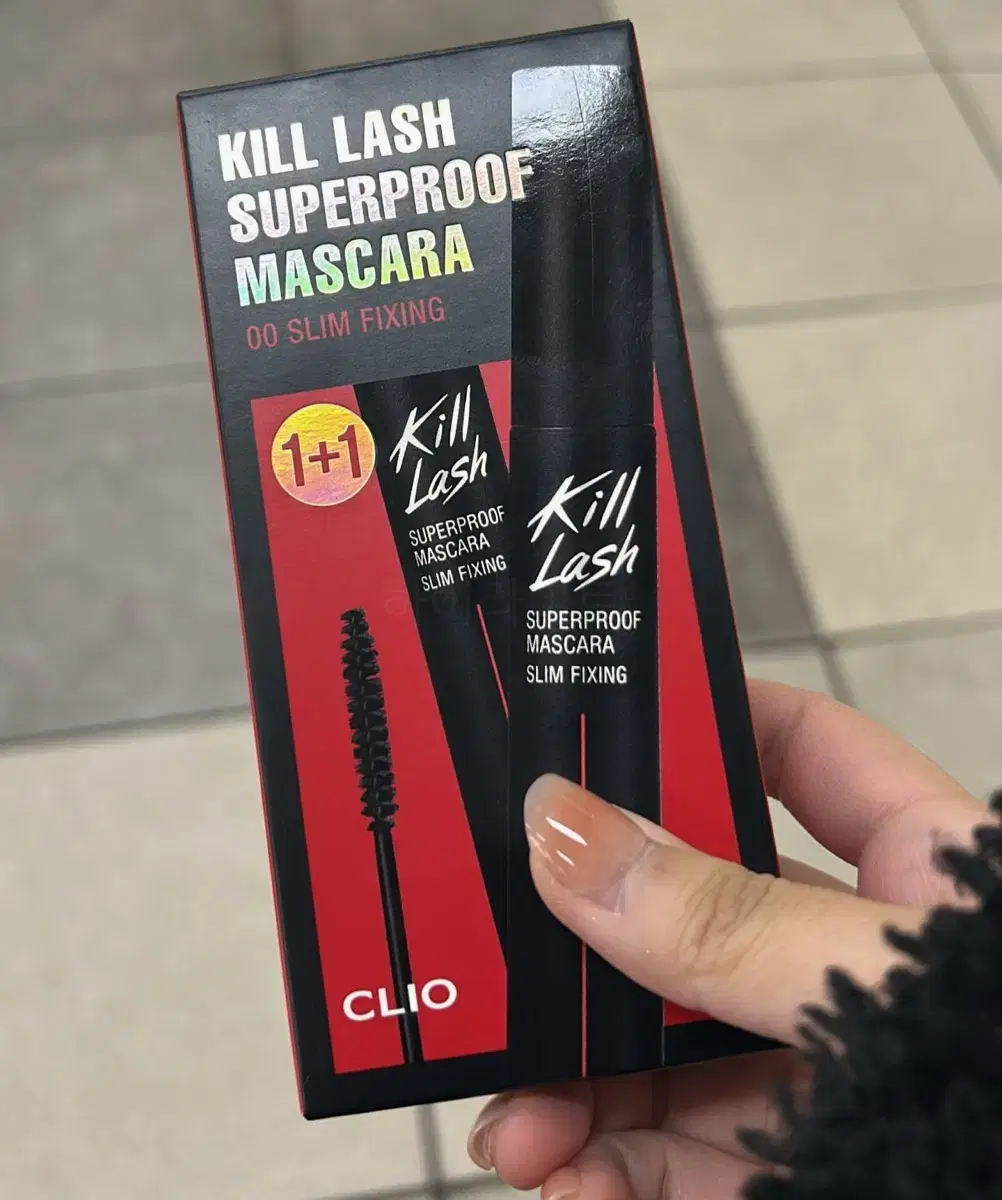 KILL LASH
SUPERPROOF
MASCARA
00 SLIM FIXING
1+1
Kill
Lash
SUPERPROOF
MASCARA
SLIM FIXING
Kill
Lash
SUPERPROOF
MASCARA
SLIM FIXING
CLIO